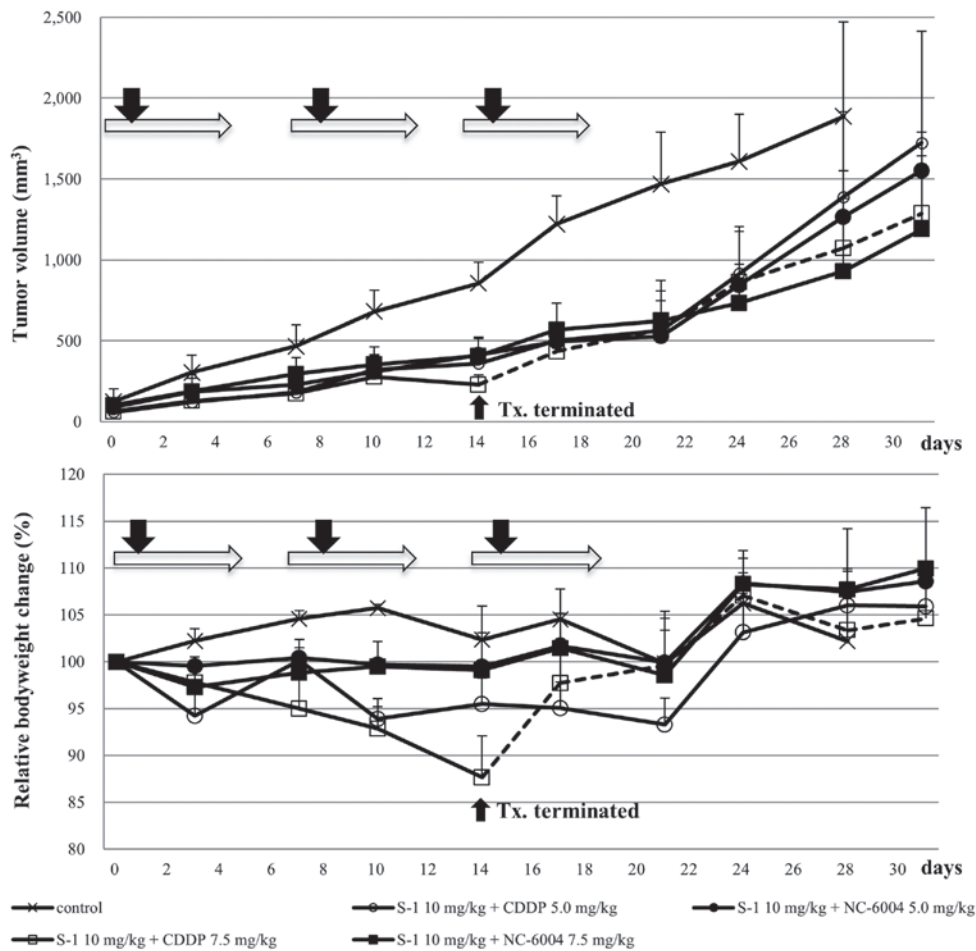 Tumor volume (mm³)
2,500
2,000
1,500
1,000
500
0
Tx. terminated
0 2 4 6 8 10 12 14 16 18 20 22 24 26 28 30 days
Relative bodyweight change (%)
120
115
110
105
100
95
90
85
80
Tx. terminated
0 2 4 6 8 10 12 14 16 18 20 22 24 26 28 30 days
control
S-1 10 mg/kg + CDDP 5.0 mg/kg
S-1 10 mg/kg + NC-6004 5.0 mg/kg
S-1 10 mg/kg + CDDP 7.5 mg/kg
S-1 10 mg/kg + NC-6004 7.5 mg/kg